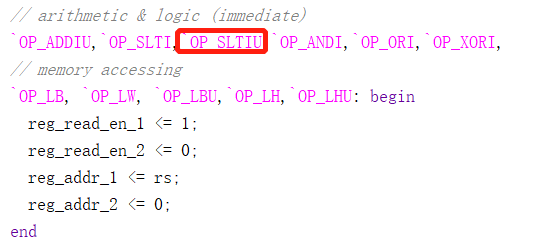 // arithmetic & logic (immediate)
`OP_ADDIU,`OP_SLTI,`OP_SLTIU `OP_ANDI,`OP_ORI,`OP_XORI,
// memory accessing
`OP_LB, `OP_LW, `OP_LBU,`OP_LH,`OP_LHU: begin
reg_read_en_1 <= 1;
reg_read_en_2 <= 0;
reg_addr_1 <= rs;
reg_addr_2 <= 0;
end